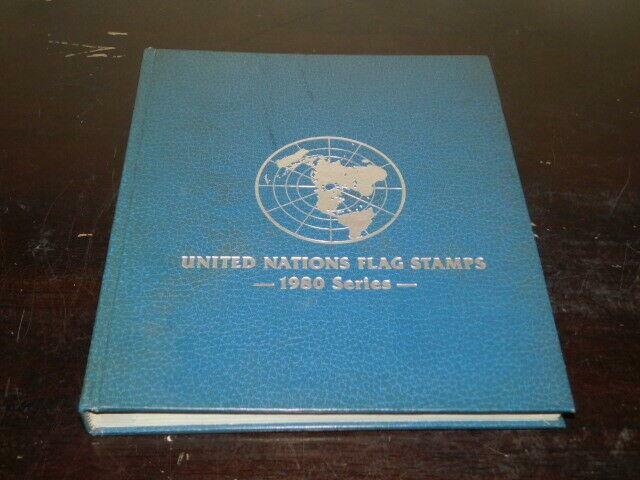 UNITED NATIONS FLAG STAMPS
— 1980 Series —